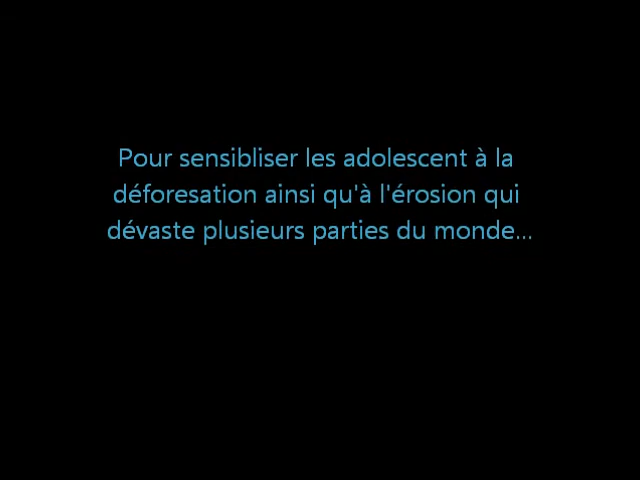 Pour sensibliser les adolescent à la
déforesation ainsi qu'à l'érosion qui
dévaste plusieurs parties du monde...